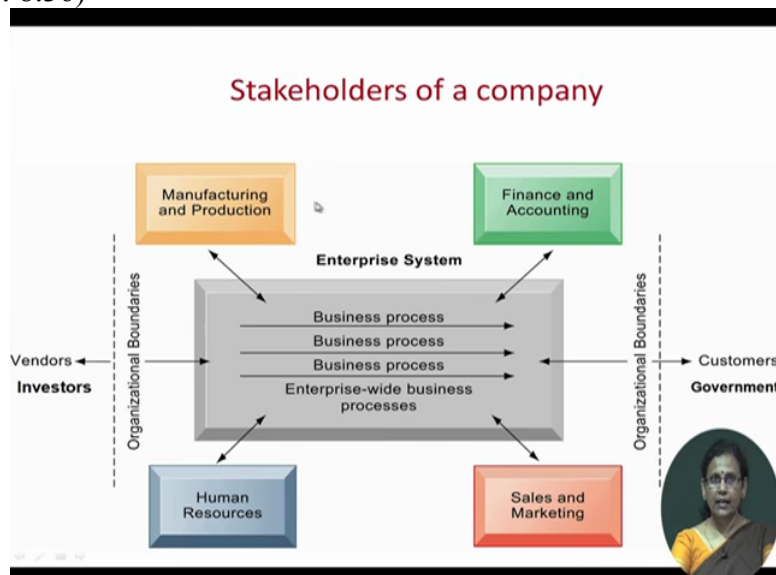 Stakeholders of a company
Manufacturing
and Production
Finance and
Accounting
Enterprise System
Organizational Boundaries
Business process
Business process
Business process
Enterprise-wide business
processes
Organizational Boundaries
Vendors
Investors
Customers
Government
Human
Resources
Sales and
Marketing